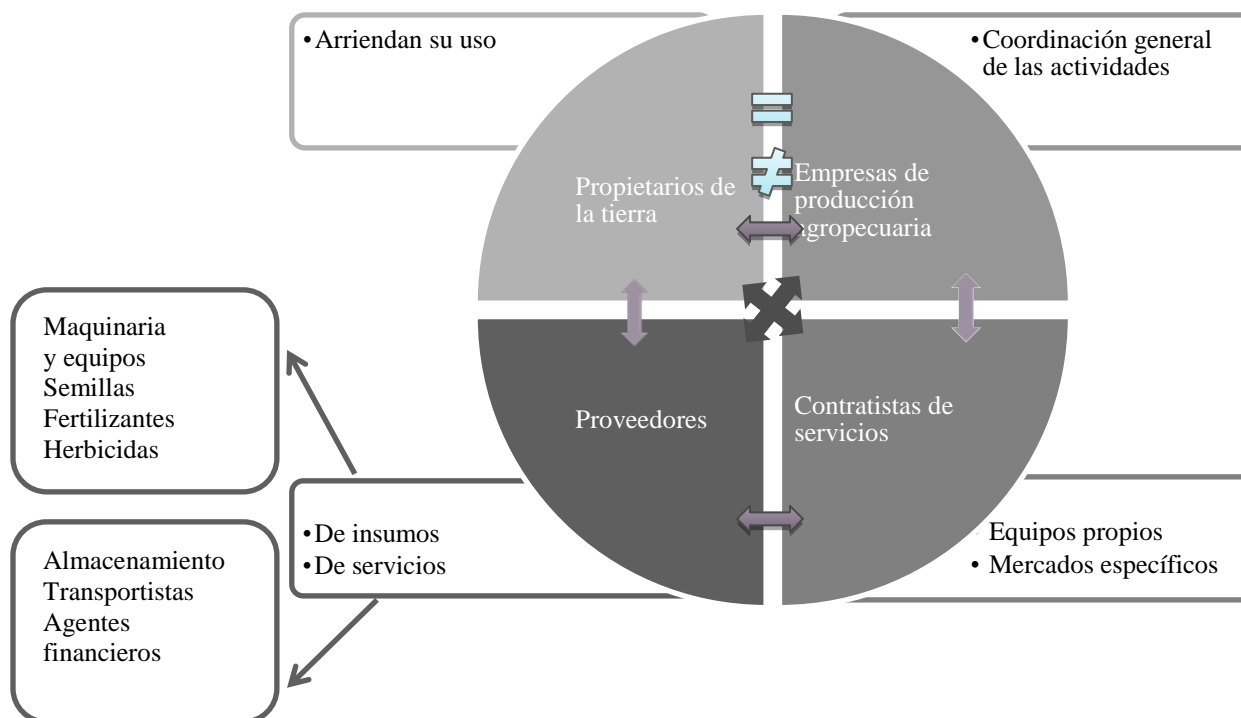 •Arriendan su uso
•Coordinación general
de las actividades
Propietarios de
la tierra
Empresas de
producción
agropecuaria
Maquinaria
y equipos
Semillas
Fertilizantes
Herbicidas
Proveedores
Contratistas de
servicios
•De insumos
•De servicios
Equipos propios
• Mercados específicos
Almacenamiento
Transportistas
Agentes
financieros